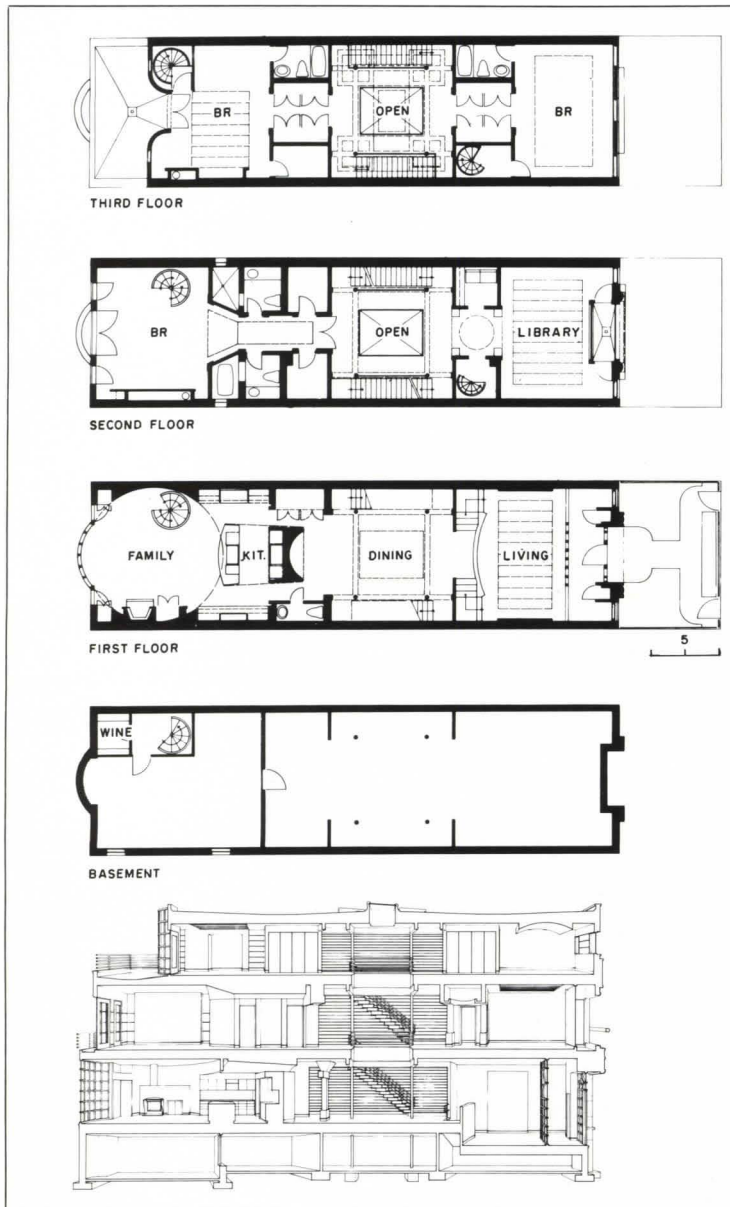 BR
OPEN
BR
THIRD FLOOR
BR
OPEN
LIBRARY
SECOND FLOOR
FAMILY
KIT.
DINING
LIVING
FIRST FLOOR
5
WINE
BASEMENT